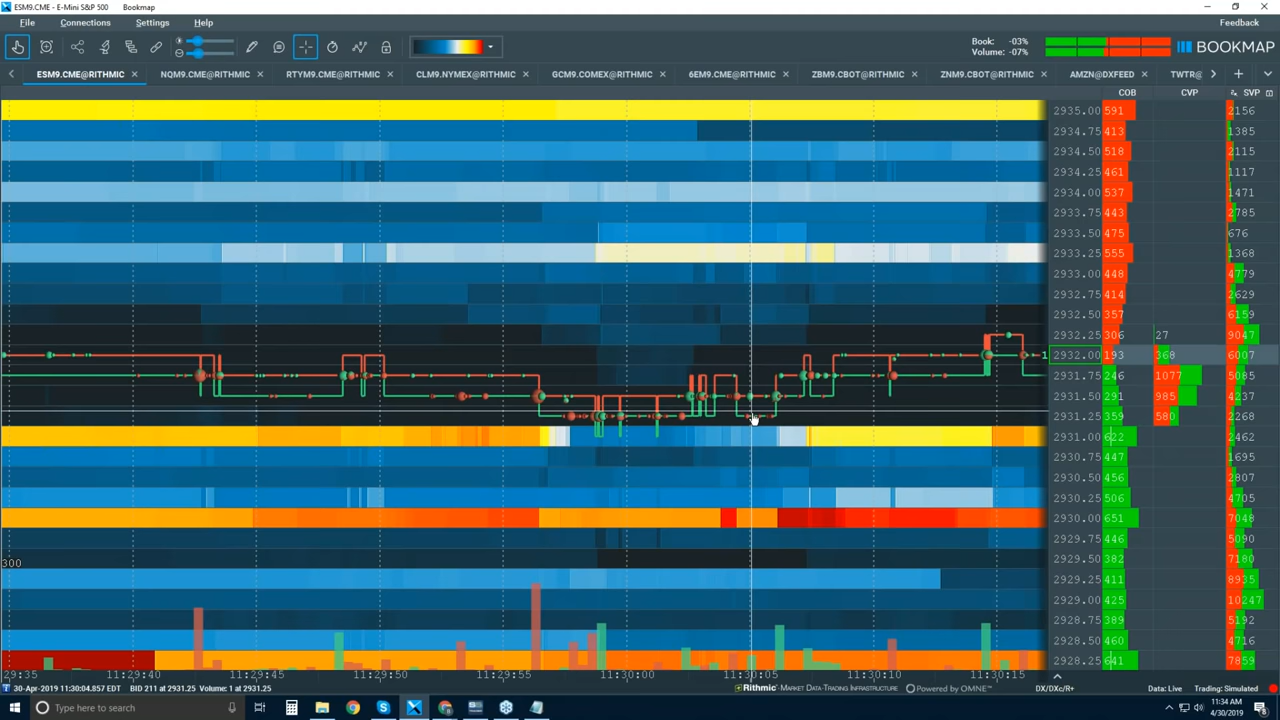 ESM9.CME - E-Mini S&P 500 Bookmap
File Connections Settings Help Feedback
Book: -03%
Volume: -07%
BOOKMAP
ESM9.CME@RITHMIC NQM9.CME@RITHMIC RTYM9.CME@RITHMIC CLM9.NYMEX@RITHMIC GCM9.COMEX@RITHMIC 6EM9.CME@RITHMIC ZBM9.CBOT@RITHMIC ZNM9.CBOT@RITHMIC AMZN@DXFEED TWTR@
COB CVP SVP
2935.00 591 2156
2934.75 413 1385
2934.50 518 2115
2934.25 461 1117
2934.00 537 1471
2933.75 443 2785
2933.50 475 676
2933.25 555 1368
2933.00 448 4779
2932.75 414 2629
2932.50 357 6159
2932.25 306 27 9047
1 2932.00 193 368 6007
2931.75 246 1077 5085
2931.50 291 985 4237
2931.25 359 580 2268
2931.00 622 2462
2930.75 447 1695
2930.50 456 2807
2930.25 506 4705
2930.00 651 7048
2929.75 446 5090
300 2929.50 382 7180
2929.25 411 8935
2929.00 425 10247
2928.75 389 5192
2928.50 460 4716
2928.25 641 7859
29:35 11:29:40 11:29:45 11:29:50 11:29:55 11:30:00 11:30:05 11:30:10 11:30:15
30-Apr-2019 11:30:04.857 EDT BID 211 at 2931.25 Volume: 1 at 2931.25 Rithmic - Market Data-Trading Infrastructure Powered by OMNE™ DX/DXc/R+ Data: Live Trading: Simulated
Type here to search
11:34 AM
4/30/2019
8